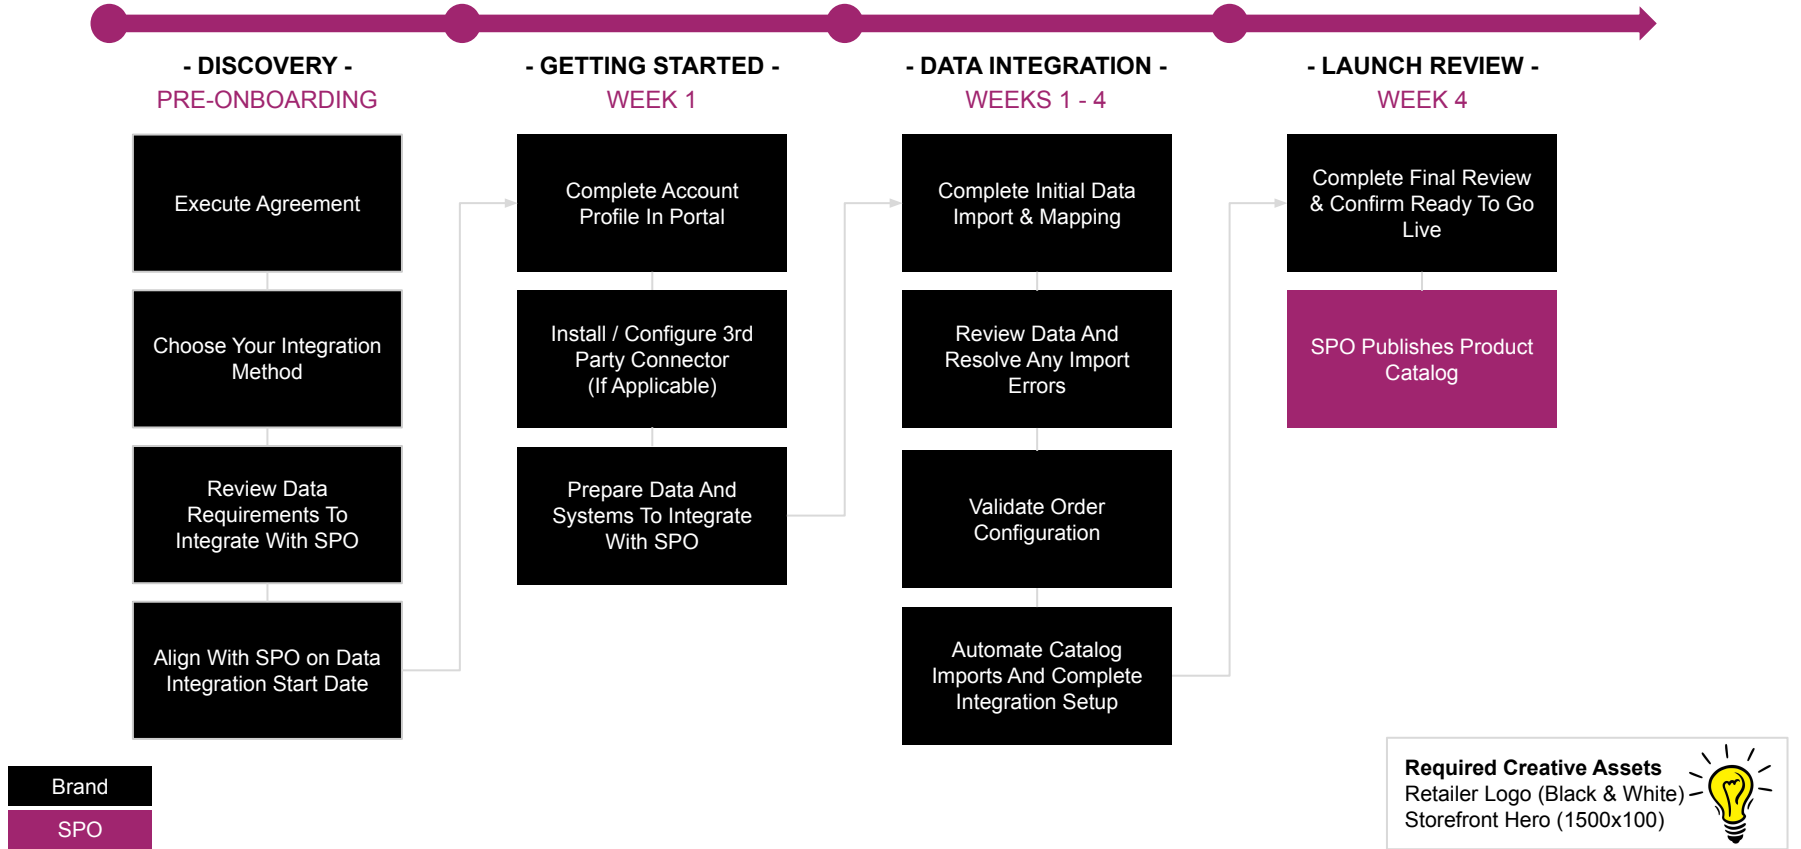 - DISCOVERY -
PRE-ONBOARDING
Execute Agreement
Choose Your Integration
Method
Review Data
Requirements To
Integrate With SPO
Align With SPO on Data
Integration Start Date
- GETTING STARTED -
WEEK 1
Complete Account
Profile In Portal
Install / Configure 3rd
Party Connector
(If Applicable)
Prepare Data And
Systems To Integrate
With SPO
- DATA INTEGRATION -
WEEKS 1 - 4
Complete Initial Data
Import & Mapping
Review Data And
Resolve Any Import
Errors
Validate Order
Configuration
Automate Catalog
Imports And Complete
Integration Setup
- LAUNCH REVIEW -
WEEK 4
Complete Final Review
& Confirm Ready To Go
Live
SPO Publishes Product
Catalog
Brand
SPO
Required Creative Assets
Retailer Logo (Black & White)
Storefront Hero (1500x100)